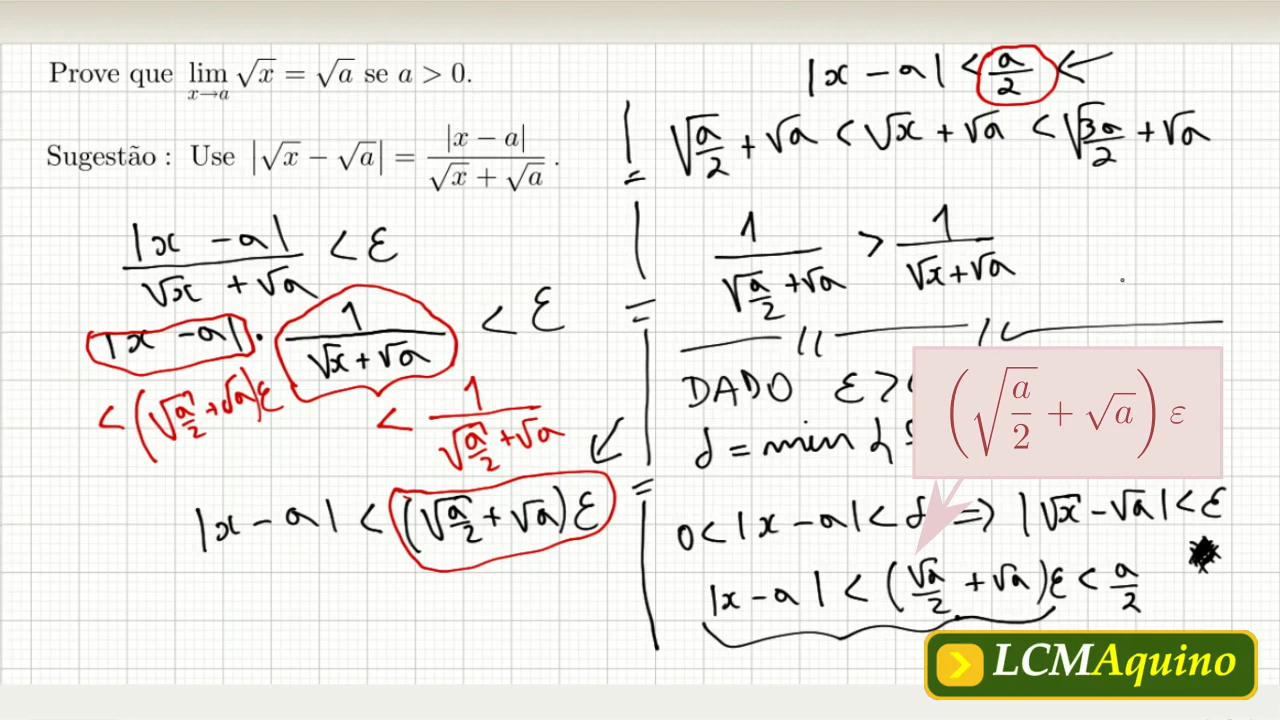 Prove que lim x→a √x = √a se a > 0.
Sugestão : Use |√x − √a| = |x − a| / (√x + √a) .
|x − a| / (√x + √a) < ε
|x − a| · 1 / (√x + √a) < ε
< (√(a/2) + √a)ε < 1 / (√(a/2) + √a)
|x − a| < (√(a/2) + √a)ε
|x − a| < a/2
√(a/2) + √a < √x + √a < √(3a/2) + √a
1 / (√(a/2) + √a) > 1 / (√x + √a)
DADO ε >
δ = min {
(√(a/2) + √a) ε
0 < |x − a| < δ ⇒ |√x − √a| < ε
|x − a| < (√a/2 + √a)ε < a/2
LCMAquino